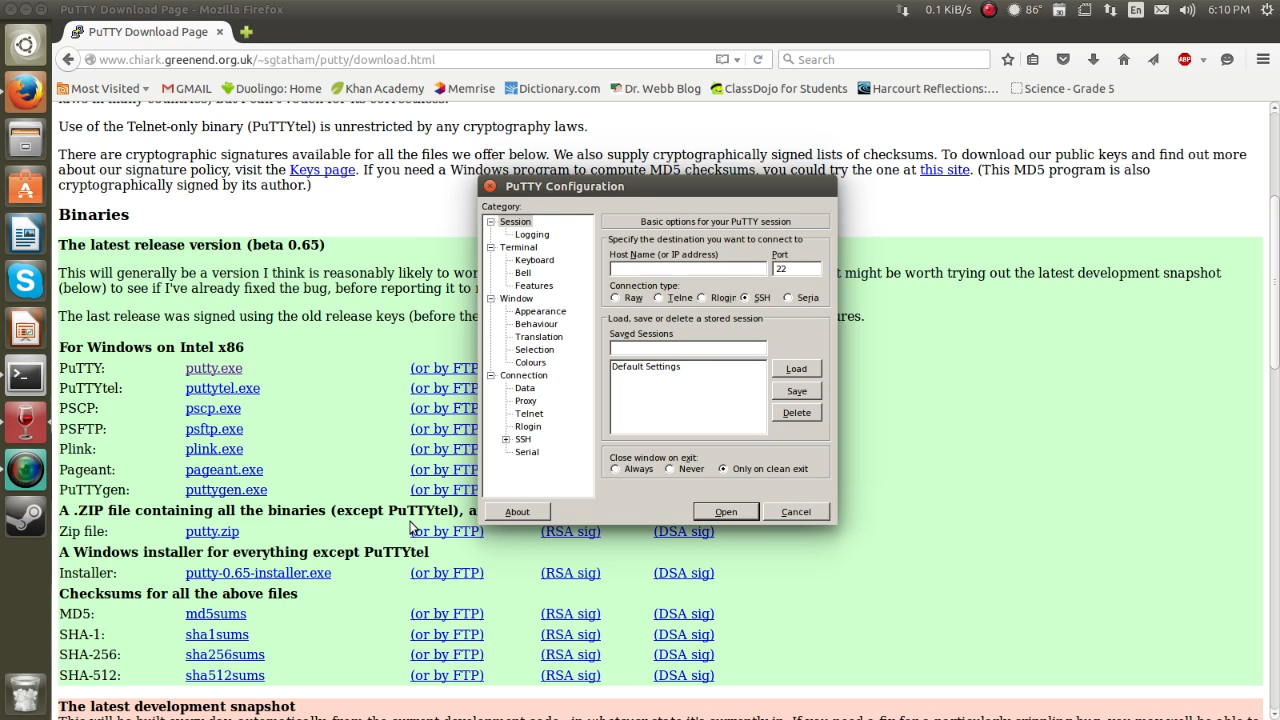 PuTTY Download Page - Mozilla Firefox
0.1 KiB/s
86°
30
En
6:10 PM
PuTTY Download Page
www.chiark.greenend.org.uk/~sgtatham/putty/download.html
Search
ABP
Most Visited
GMAIL
Duolingo: Home
Khan Academy
Memrise
Dictionary.com
Dr. Webb Blog
ClassDojo for Students
Harcourt Reflections:...
Science - Grade 5
Use of the Telnet-only binary (PuTTYtel) is unrestricted by any cryptography laws.
There are cryptographic signatures available for all the files we offer below. We also supply cryptographically signed lists of checksums. To download our public keys and find out more
about our signature policy, visit the Keys page. If you need a Windows program to compute MD5 checksums, you could try the one at this site. (This MD5 program is also
cryptographically signed by its author.)
Binaries
The latest release version (beta 0.65)
This will generally be a version I think is reasonably likely to wor
t might be worth trying out the latest development snapshot
(below) to see if I've already fixed the bug, before reporting it to
The last release was signed using the old release keys (before the
ures.
For Windows on Intel x86
PuTTY: putty.exe (or by FTP
PuTTYtel: puttytel.exe (or by FTP
PSCP: pscp.exe (or by FTP
PSFTP: psftp.exe (or by FTP
Plink: plink.exe (or by FTP
Pageant: pageant.exe (or by FTP
PuTTYgen: puttygen.exe (or by FTP
A .ZIP file containing all the binaries (except PuTTYtel), a
Zip file: putty.zip (or by FTP) (RSA sig) (DSA sig)
A Windows installer for everything except PuTTYtel
Installer: putty-0.65-installer.exe (or by FTP) (RSA sig) (DSA sig)
Checksums for all the above files
MD5: md5sums (or by FTP) (RSA sig) (DSA sig)
SHA-1: sha1sums (or by FTP) (RSA sig) (DSA sig)
SHA-256: sha256sums (or by FTP) (RSA sig) (DSA sig)
SHA-512: sha512sums (or by FTP) (RSA sig) (DSA sig)
The latest development snapshot
PuTTY Configuration
Category:
Session
Logging
Terminal
Keyboard
Bell
Features
Window
Appearance
Behaviour
Translation
Selection
Colours
Connection
Data
Proxy
Telnet
Rlogin
SSH
Serial
Basic options for your PuTTY session
Specify the destination you want to connect to
Host Name (or IP address) Port
22
Connection type:
Raw Telne Rlogin SSH Seria
Load, save or delete a stored session
Saved Sessions
Default Settings
Load
Save
Delete
Close window on exit:
Always Never Only on clean exit
About Open Cancel